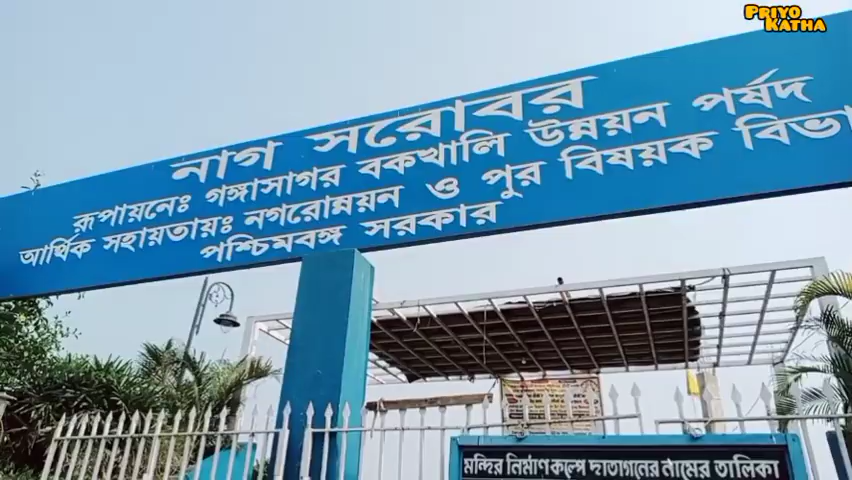 PRIYO
KATHA
নাগ সরোবর
রূপায়নেঃ গঙ্গাসাগর বকখালি উন্নয়ন পর্ষদ
আর্থিক সহায়তায়ঃ নগরোন্নয়ন ও পুর বিষয়ক বিভা
পশ্চিমবঙ্গ সরকার
মন্দির নির্মাণ কল্পে দাতাগনের নামের তালিকা